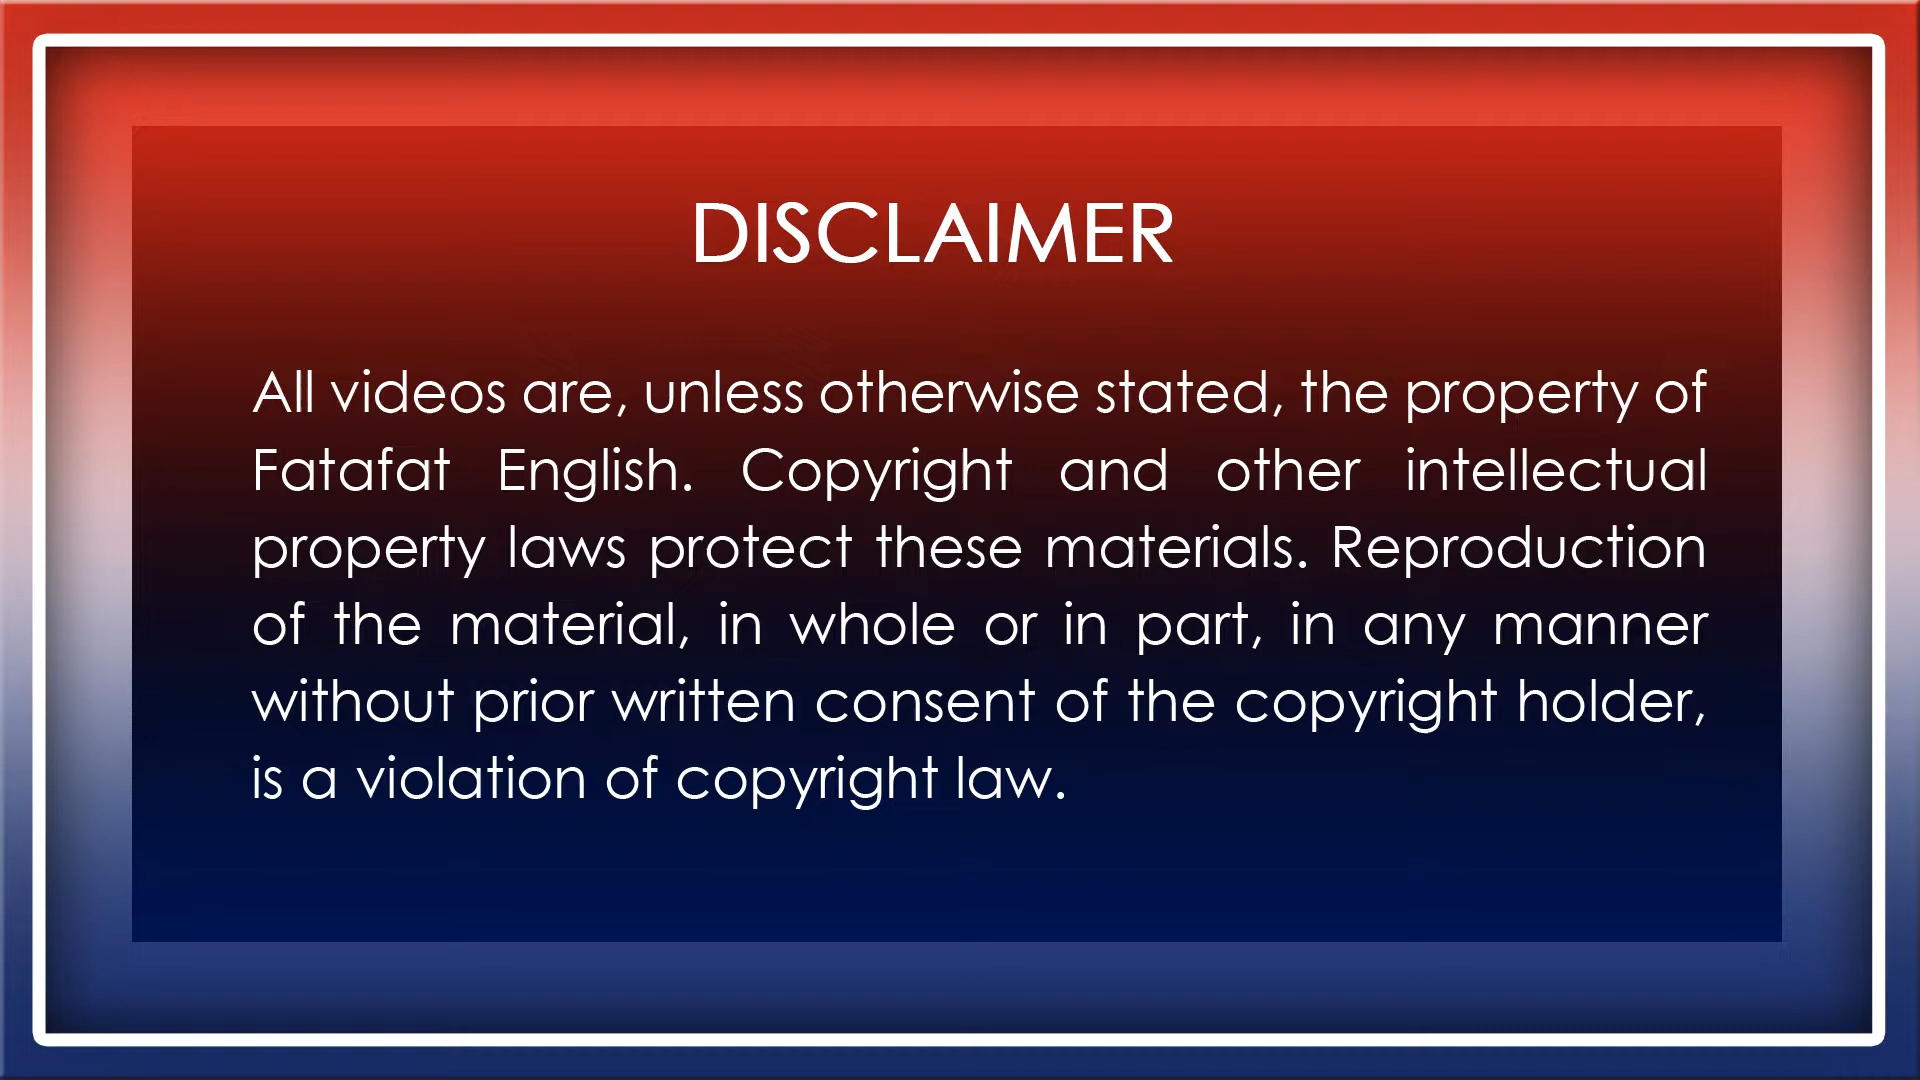 DISCLAIMER
All videos are, unless otherwise stated, the property of
Fatafat English. Copyright and other intellectual
property laws protect these materials. Reproduction
of the material, in whole or in part, in any manner
without prior written consent of the copyright holder,
is a violation of copyright law.